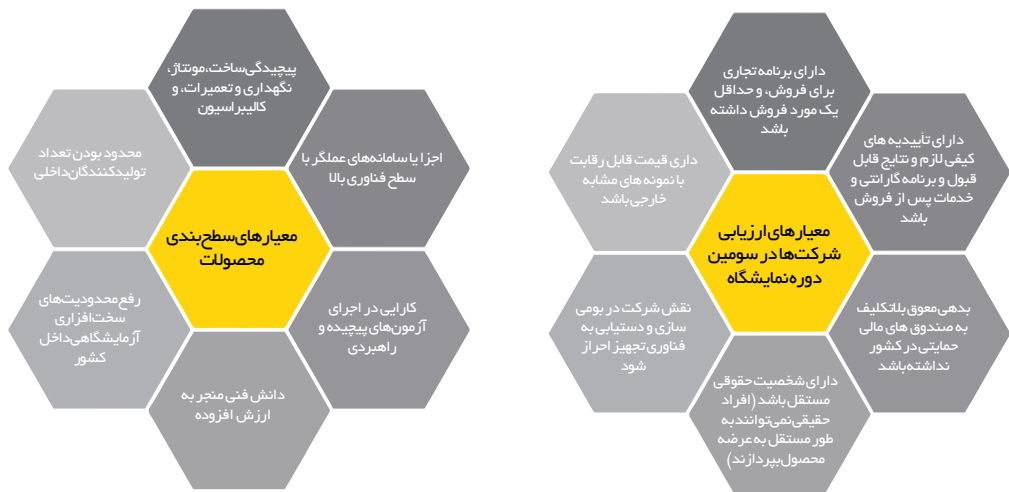 معیارهای ارزیابی
شرکت‌ها در سومین
دوره نمایشگاه
دارای برنامه تجاری
برای فروش، و حداقل
یک مورد فروش داشته
باشد
دارای تأییدیه های
کیفی لازم و نتایج قابل
قبول و برنامه گارانتی و
خدمات پس از فروش
باشد
بدهی معوق بلاتکلیف
به صندوق های مالی
حمایتی در کشور
نداشته باشد
دارای شخصیت حقوقی
مستقل باشد (افراد
حقیقی نمی‌توانند به
طور مستقل به عرضه
محصول بپردازند)
نقش شرکت در بومی
سازی و دستیابی به
فناوری تجهیز احراز
شود
داری قیمت قابل رقابت
با نمونه های مشابه
خارجی باشد
معیارهای سطح‌بندی
محصولات
پیچیدگی ساخت، مونتاژ،
نگهداری و تعمیرات، و
کالیبراسیون
اجزا یا سامانه‌های عملگر با
سطح فناوری بالا
کارایی در اجرای
آزمون‌های پیچیده و
راهبردی
دانش فنی منجر به
ارزش افزوده
رفع محدودیت‌های
سخت‌افزاری
آزمایشگاهی داخل
کشور
محدود بودن تعداد
تولیدکنندگان داخلی